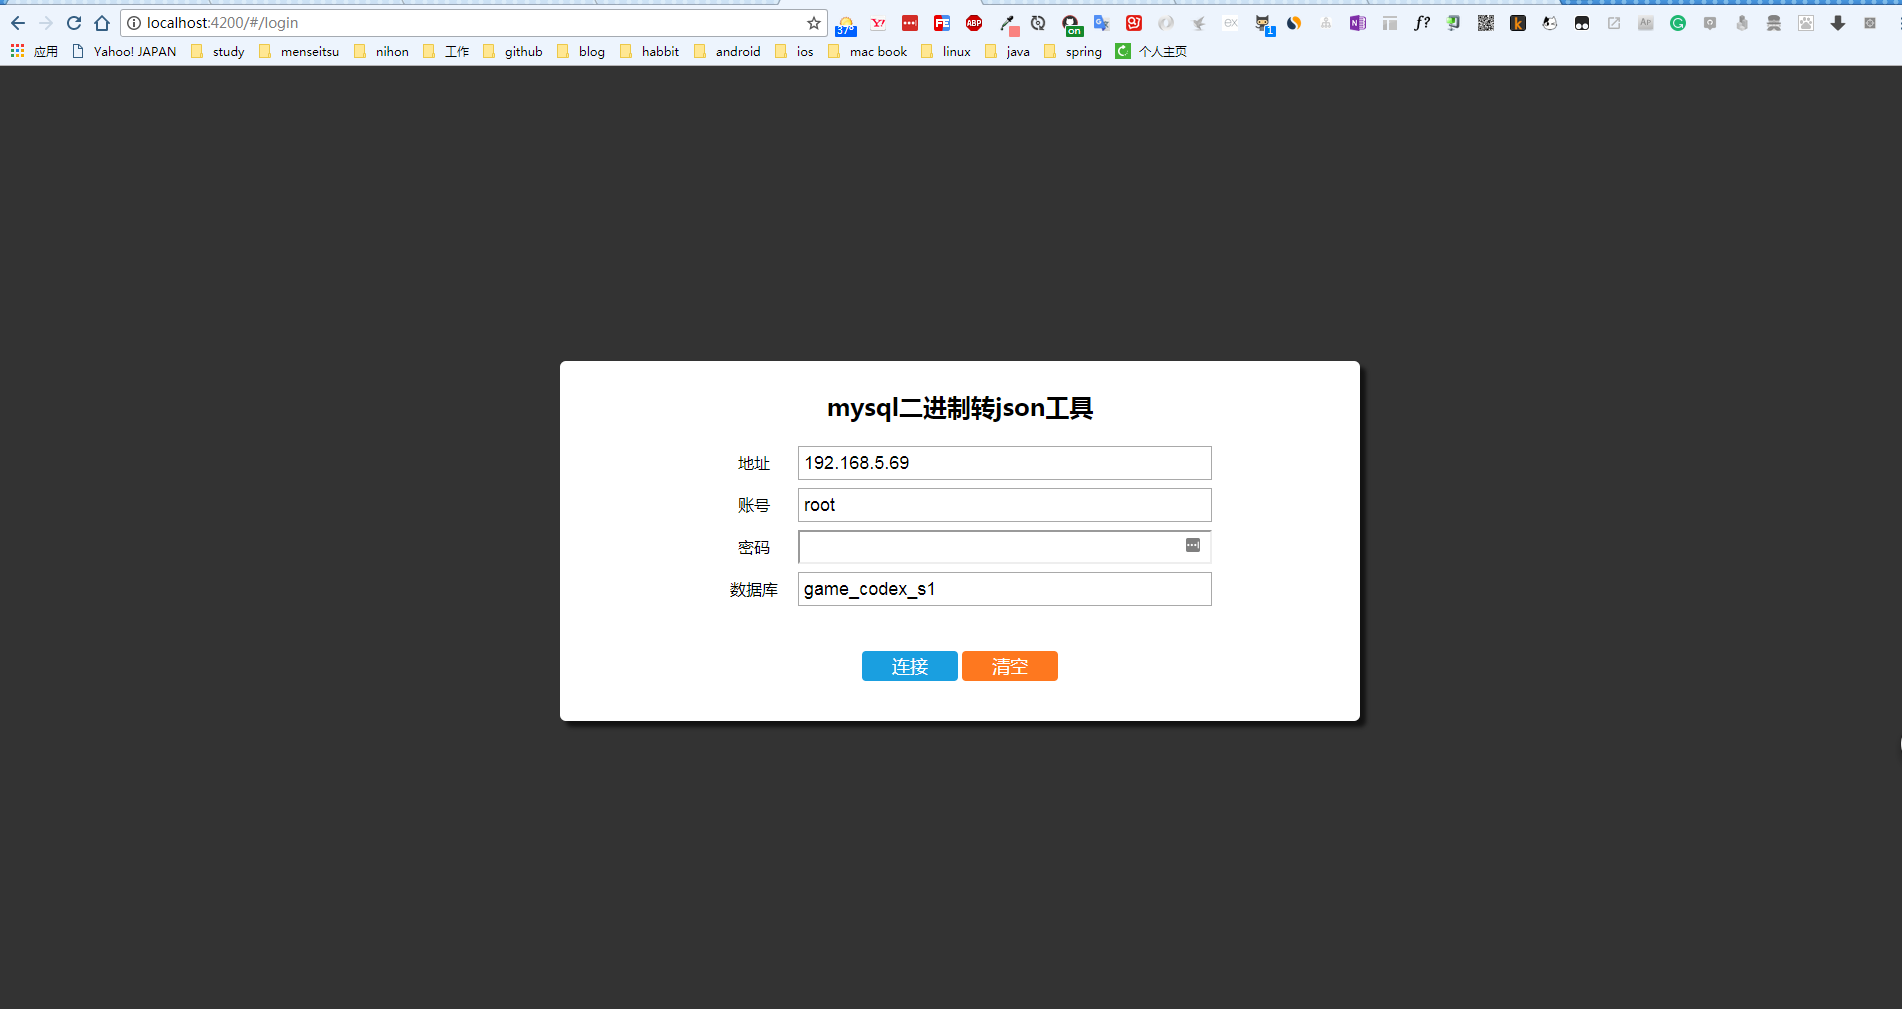 localhost:4200/#/login
37°
ABP
on
ex
1
f?
k
AP
应用 Yahoo! JAPAN study menseitsu nihon 工作 github blog habbit android ios mac book linux java spring 个人主页
mysql二进制转json工具
地址 192.168.5.69
账号 root
密码
数据库 game_codex_s1
连接 清空